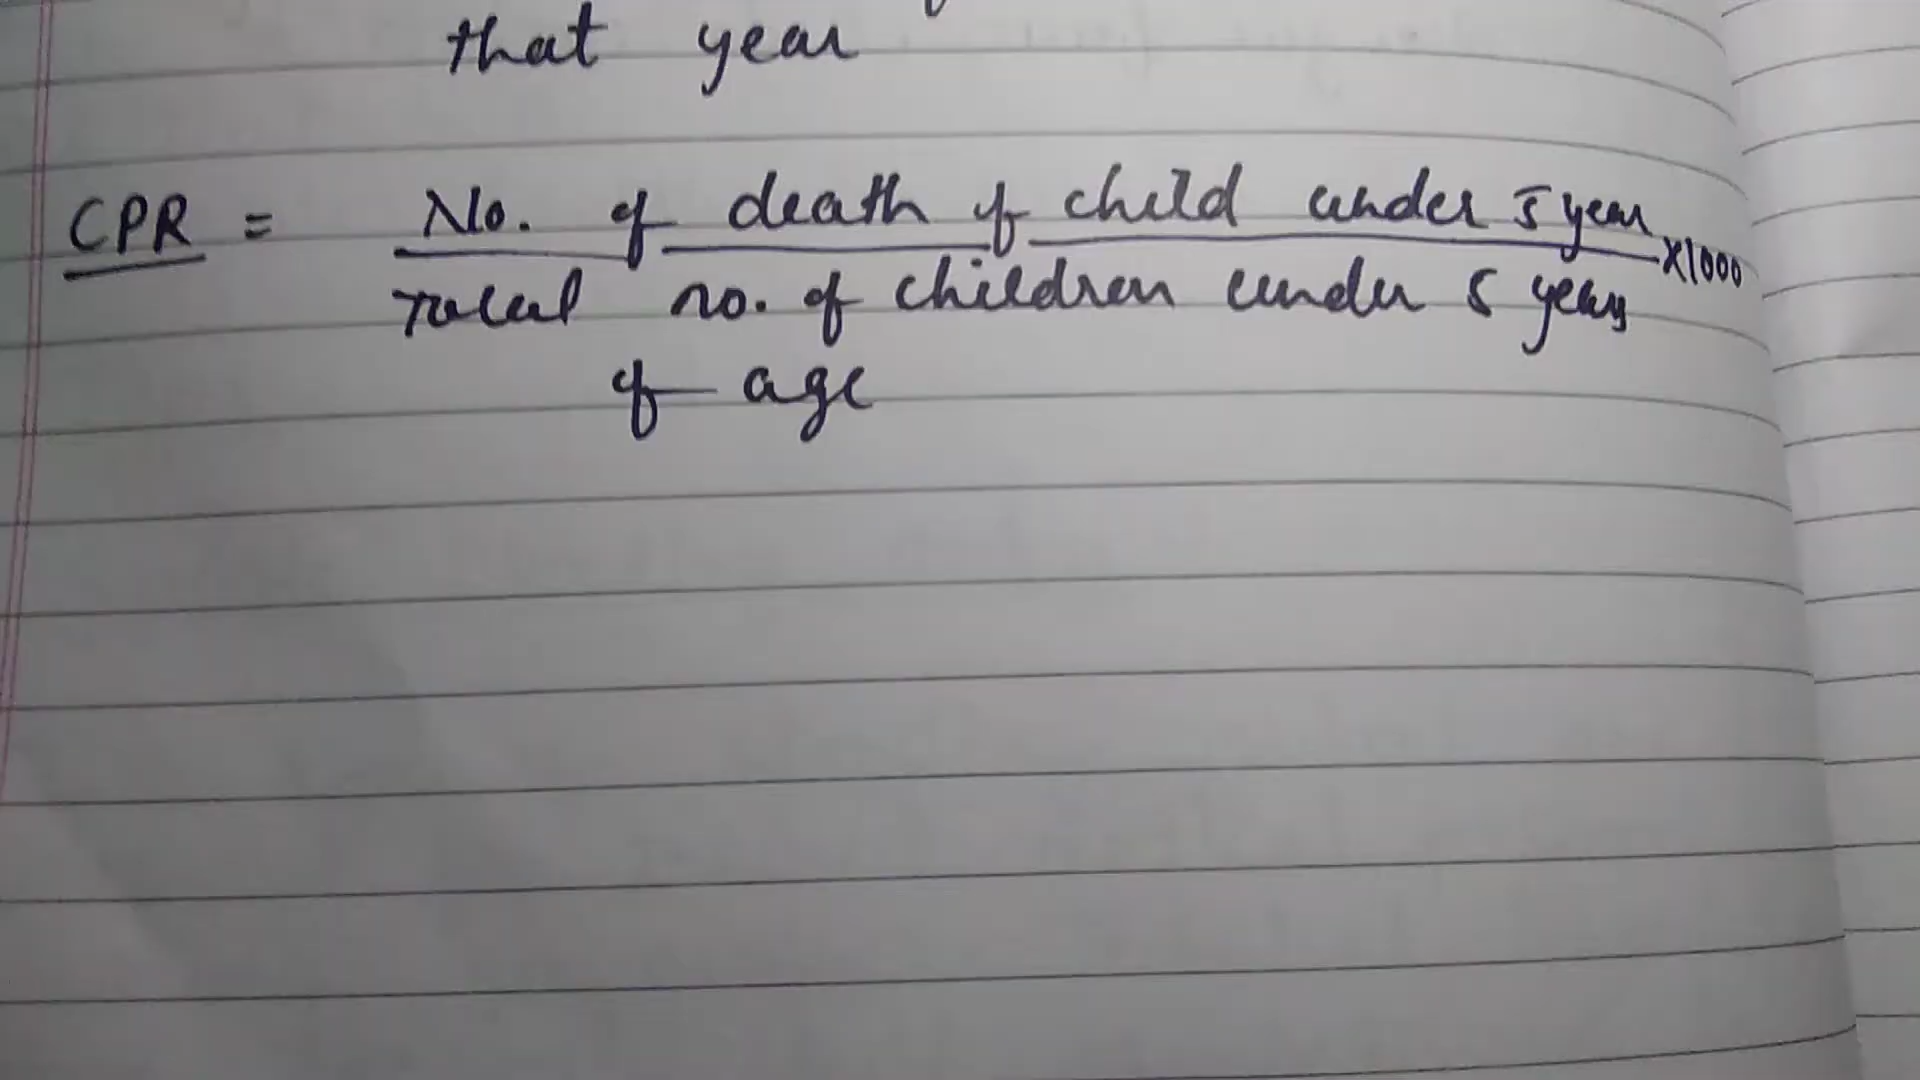 that year
CPR = No. of death of child under 5 year ×1000
Total no. of children under 5 years
of age